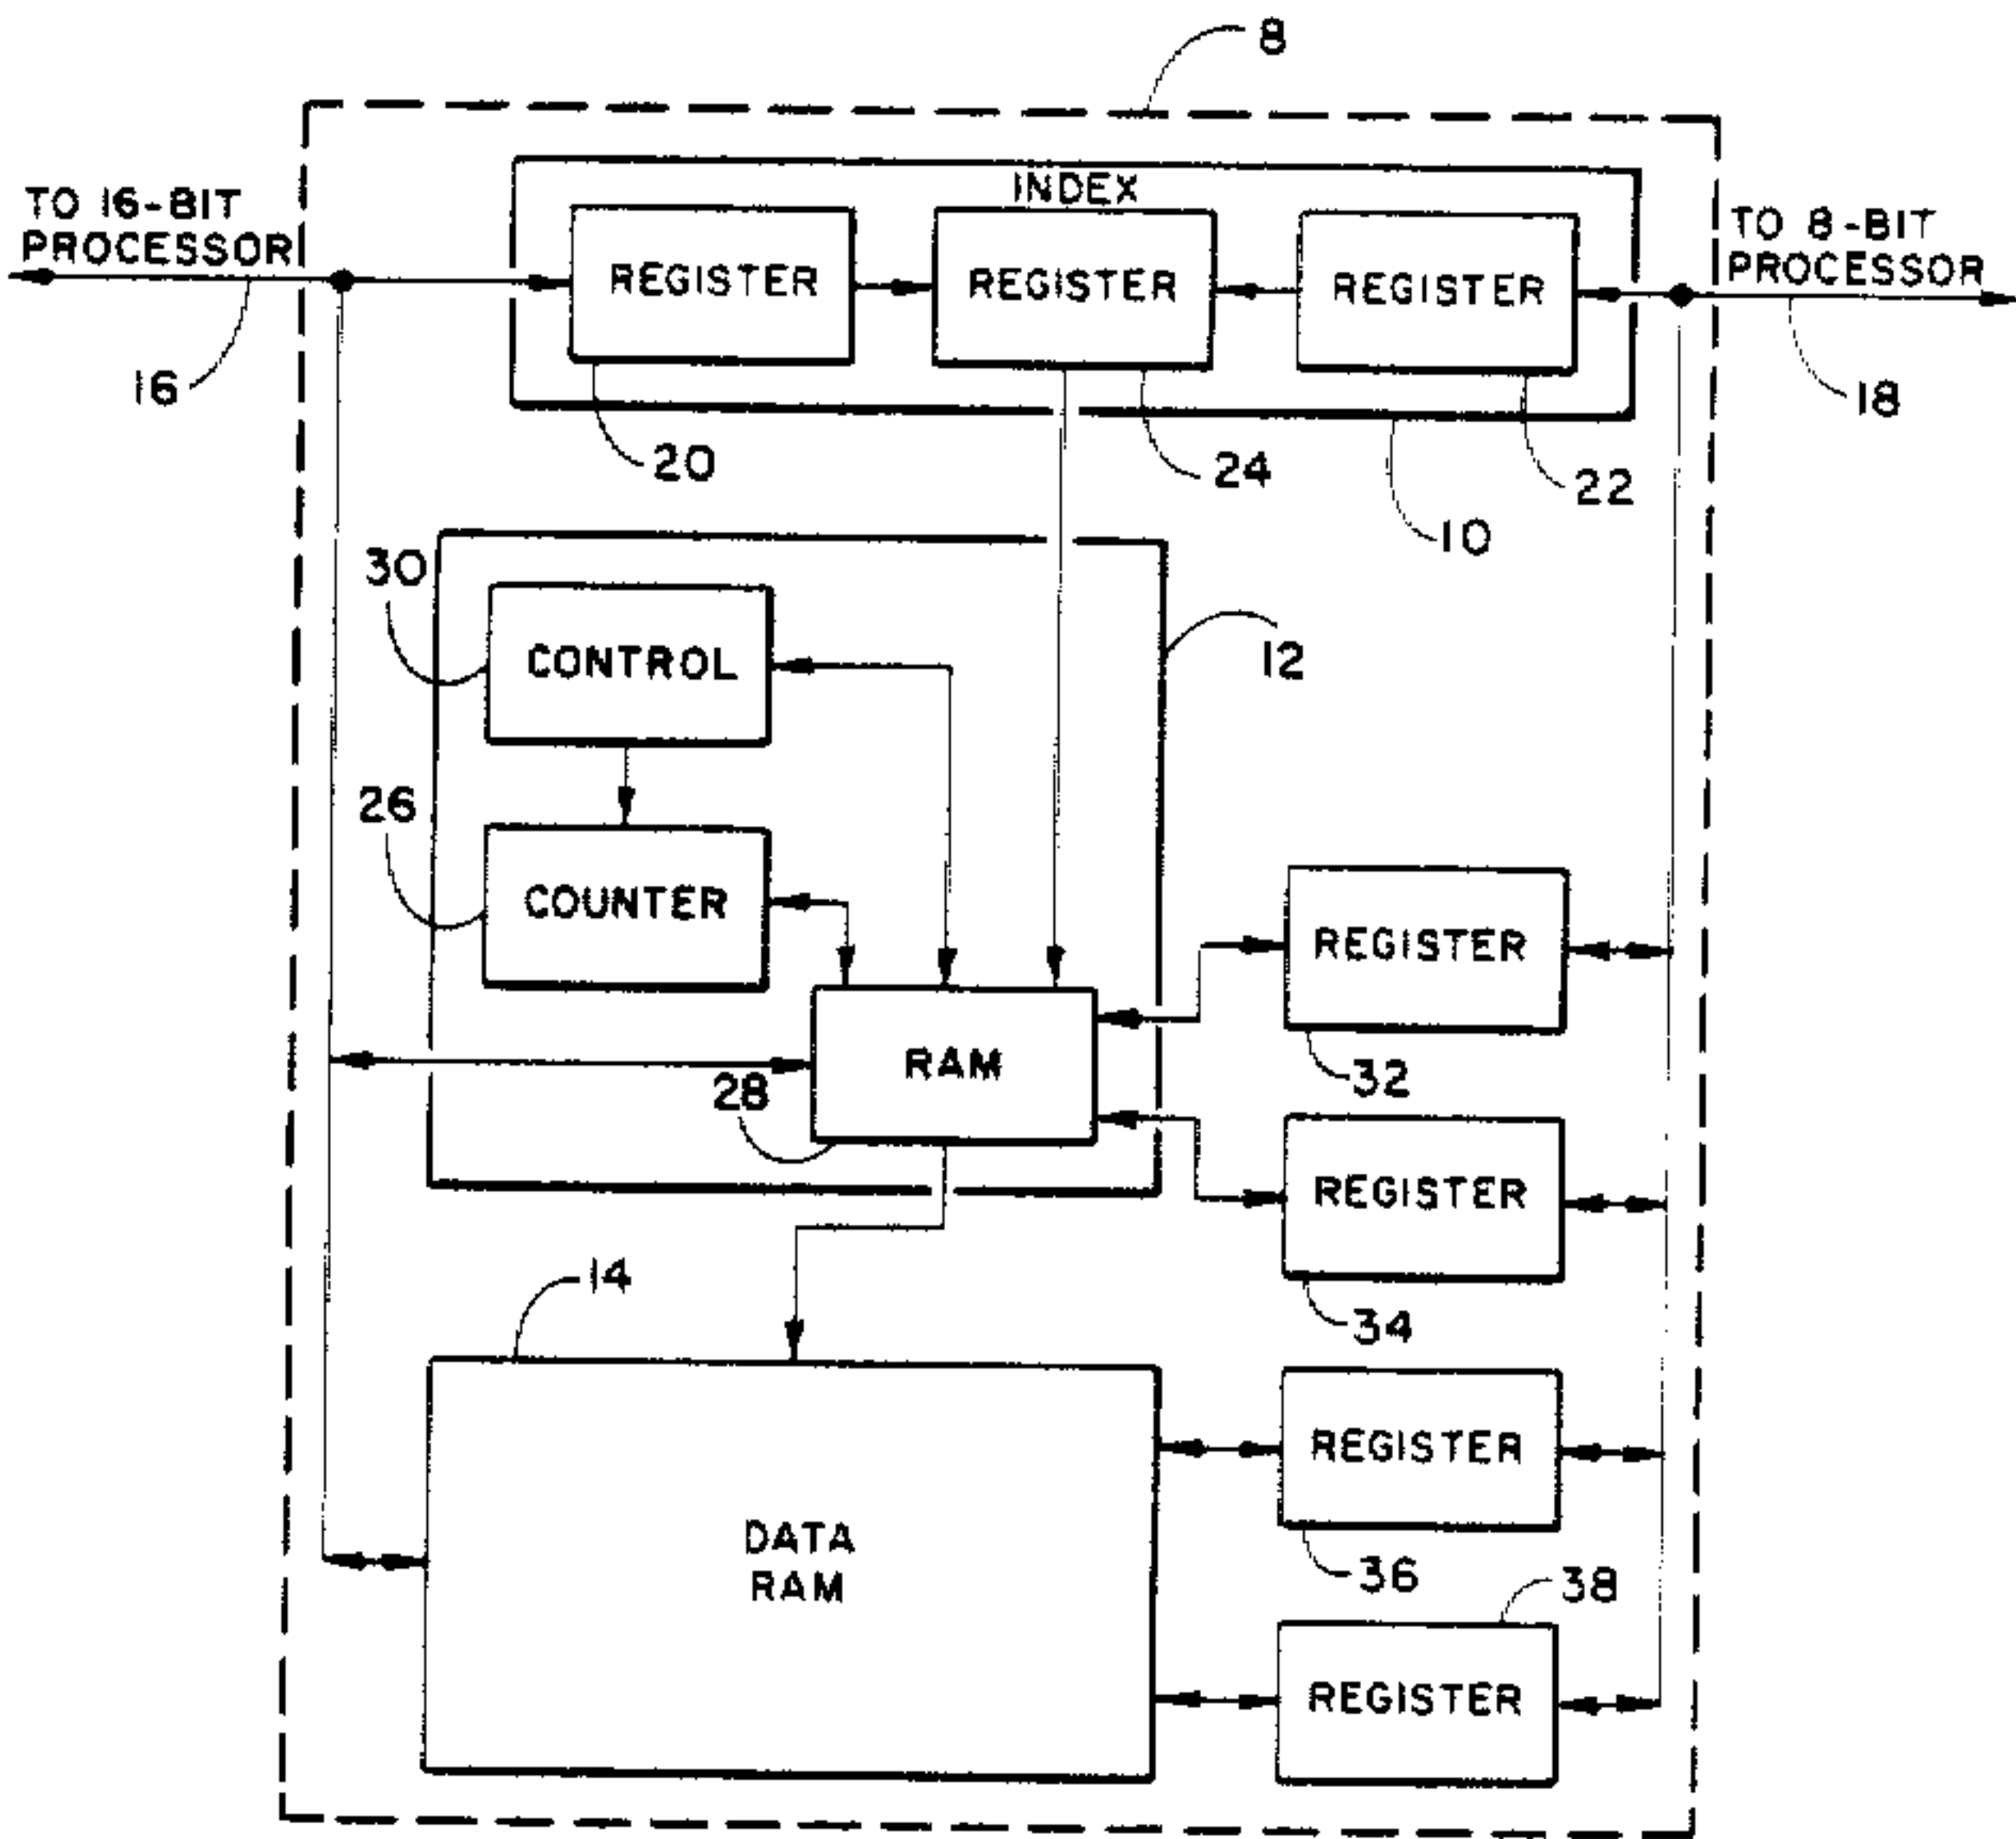 8
TO 16-BIT
PROCESSOR
INDEX
TO 8-BIT
PROCESSOR
REGISTER
REGISTER
REGISTER
16
18
20
24
22
10
30
CONTROL
12
26
COUNTER
REGISTER
RAM
28
32
REGISTER
14
34
REGISTER
DATA
RAM
36
38
REGISTER